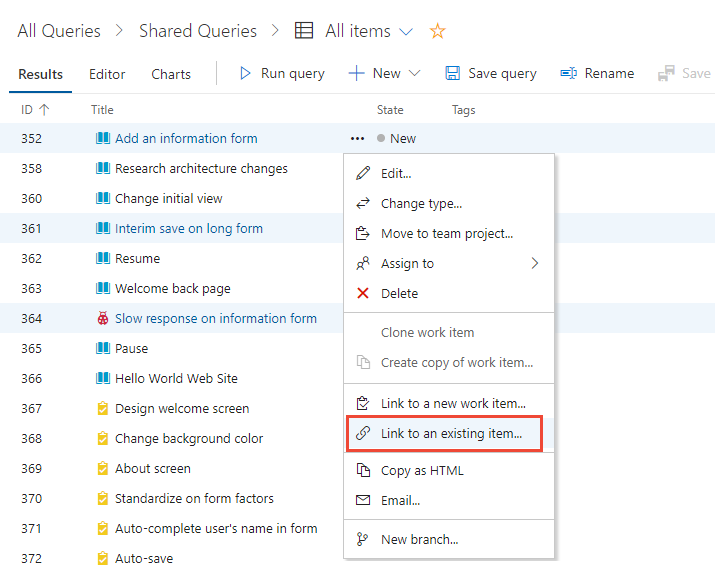 All Queries > Shared Queries > All items
Results Editor Charts Run query New Save query Rename Save
ID Title State Tags
352 Add an information form ... New
358 Research architecture changes
360 Change initial view
361 Interim save on long form
362 Resume
363 Welcome back page
364 Slow response on information form
365 Pause
366 Hello World Web Site
367 Design welcome screen
368 Change background color
369 About screen
370 Standardize on form factors
371 Auto-complete user's name in form
372 Auto-save
Edit...
Change type...
Move to team project...
Assign to
Delete
Clone work item
Create copy of work item...
Link to a new work item...
Link to an existing item...
Copy as HTML
Email...
New branch...